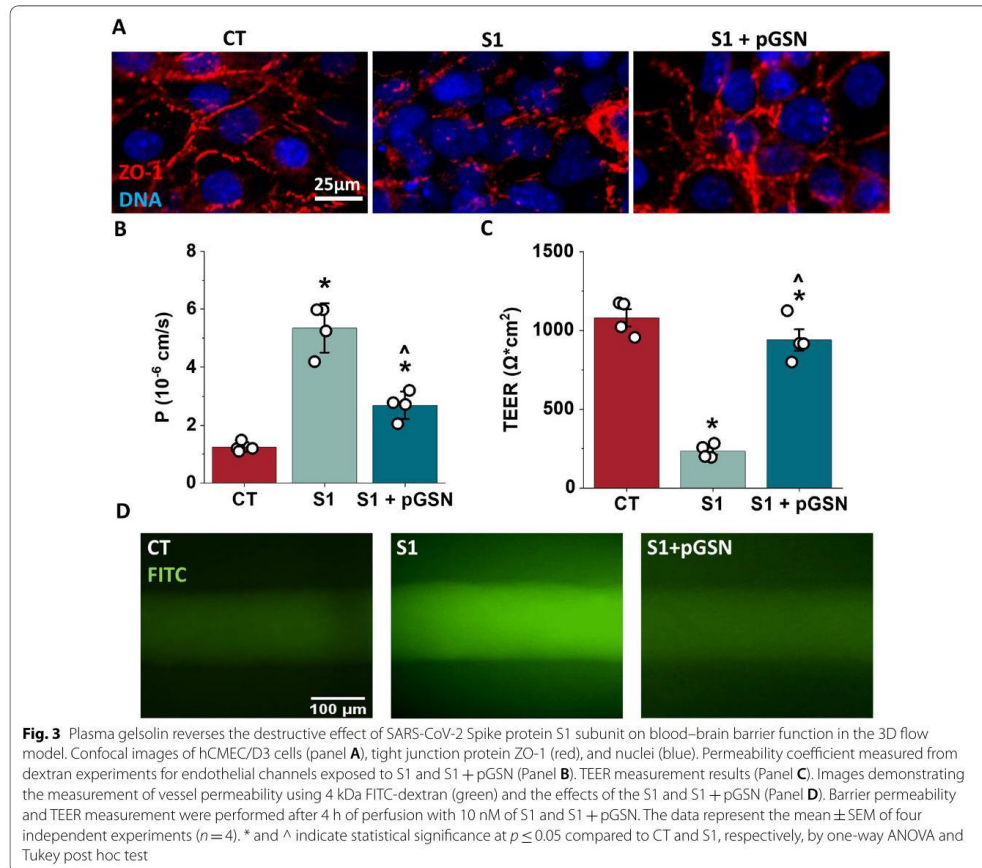 A
CT
S1
S1 + pGSN
ZO-1
DNA
25μm
B
P (10⁻⁶ cm/s)
8
6
4
2
0
*
^
*
CT
S1
S1 + pGSN
C
TEER (Ω*cm2)
1500
1000
500
0
*
^
*
CT
S1
S1 + pGSN
D
CT
FITC
100 μm
S1
S1+pGSN
Fig. 3 Plasma gelsolin reverses the destructive effect of SARS-CoV-2 Spike protein S1 subunit on blood–brain barrier function in the 3D flow
model. Confocal images of hCMEC/D3 cells (panel A), tight junction protein ZO-1 (red), and nuclei (blue). Permeability coefficient measured from
dextran experiments for endothelial channels exposed to S1 and S1 + pGSN (Panel B). TEER measurement results (Panel C). Images demonstrating
the measurement of vessel permeability using 4 kDa FITC-dextran (green) and the effects of the S1 and S1 + pGSN (Panel D). Barrier permeability
and TEER measurement were performed after 4 h of perfusion with 10 nM of S1 and S1 + pGSN. The data represent the mean ± SEM of four
independent experiments (n = 4). * and ^ indicate statistical significance at p ≤ 0.05 compared to CT and S1, respectively, by one-way ANOVA and
Tukey post hoc test